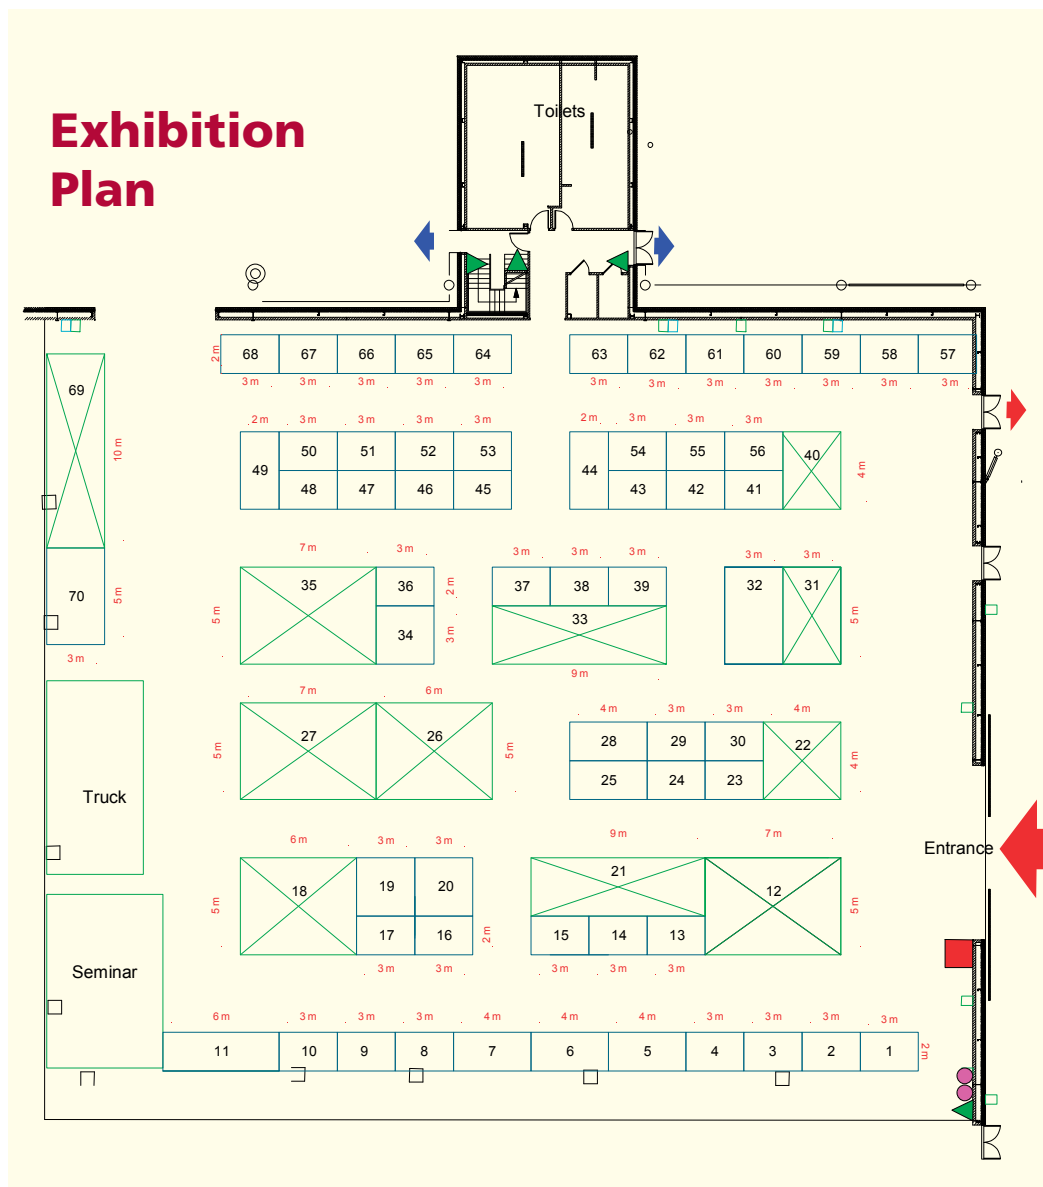 Toilets
Exhibition
Plan
2 m
68 67 66 65 64 63 62 61 60 59 58 57
3 m 3 m 3 m 3 m 3 m 3 m 3 m 3 m 3 m 3 m 3 m 3 m
69
10 m
2 m 3 m 3 m 3 m 3 m 2 m 3 m 3 m 3 m
50 51 52 53 54 55 56 40
49 44 4 m
48 47 46 45 43 42 41
7 m 3 m 3 m 3 m 3 m 3 m 3 m
35 36 2 m 37 38 39 32 31
70 5 m
5 m 33 5 m
34 3 m
3 m
9 m
7 m 6 m
4 m 3 m 3 m 4 m
27 26 28 29 30 22
5 m 5 m 4 m
25 24 23
Truck
6 m 3 m 3 m 9 m 7 m
Entrance
18 19 20 21 12
5 m 5 m
17 16 2 m 15 14 13
3 m 3 m 3 m 3 m 3 m
Seminar
6 m 3 m 3 m 3 m 4 m 4 m 4 m 3 m 3 m 3 m 3 m
11 10 9 8 7 6 5 4 3 2 1
2 m